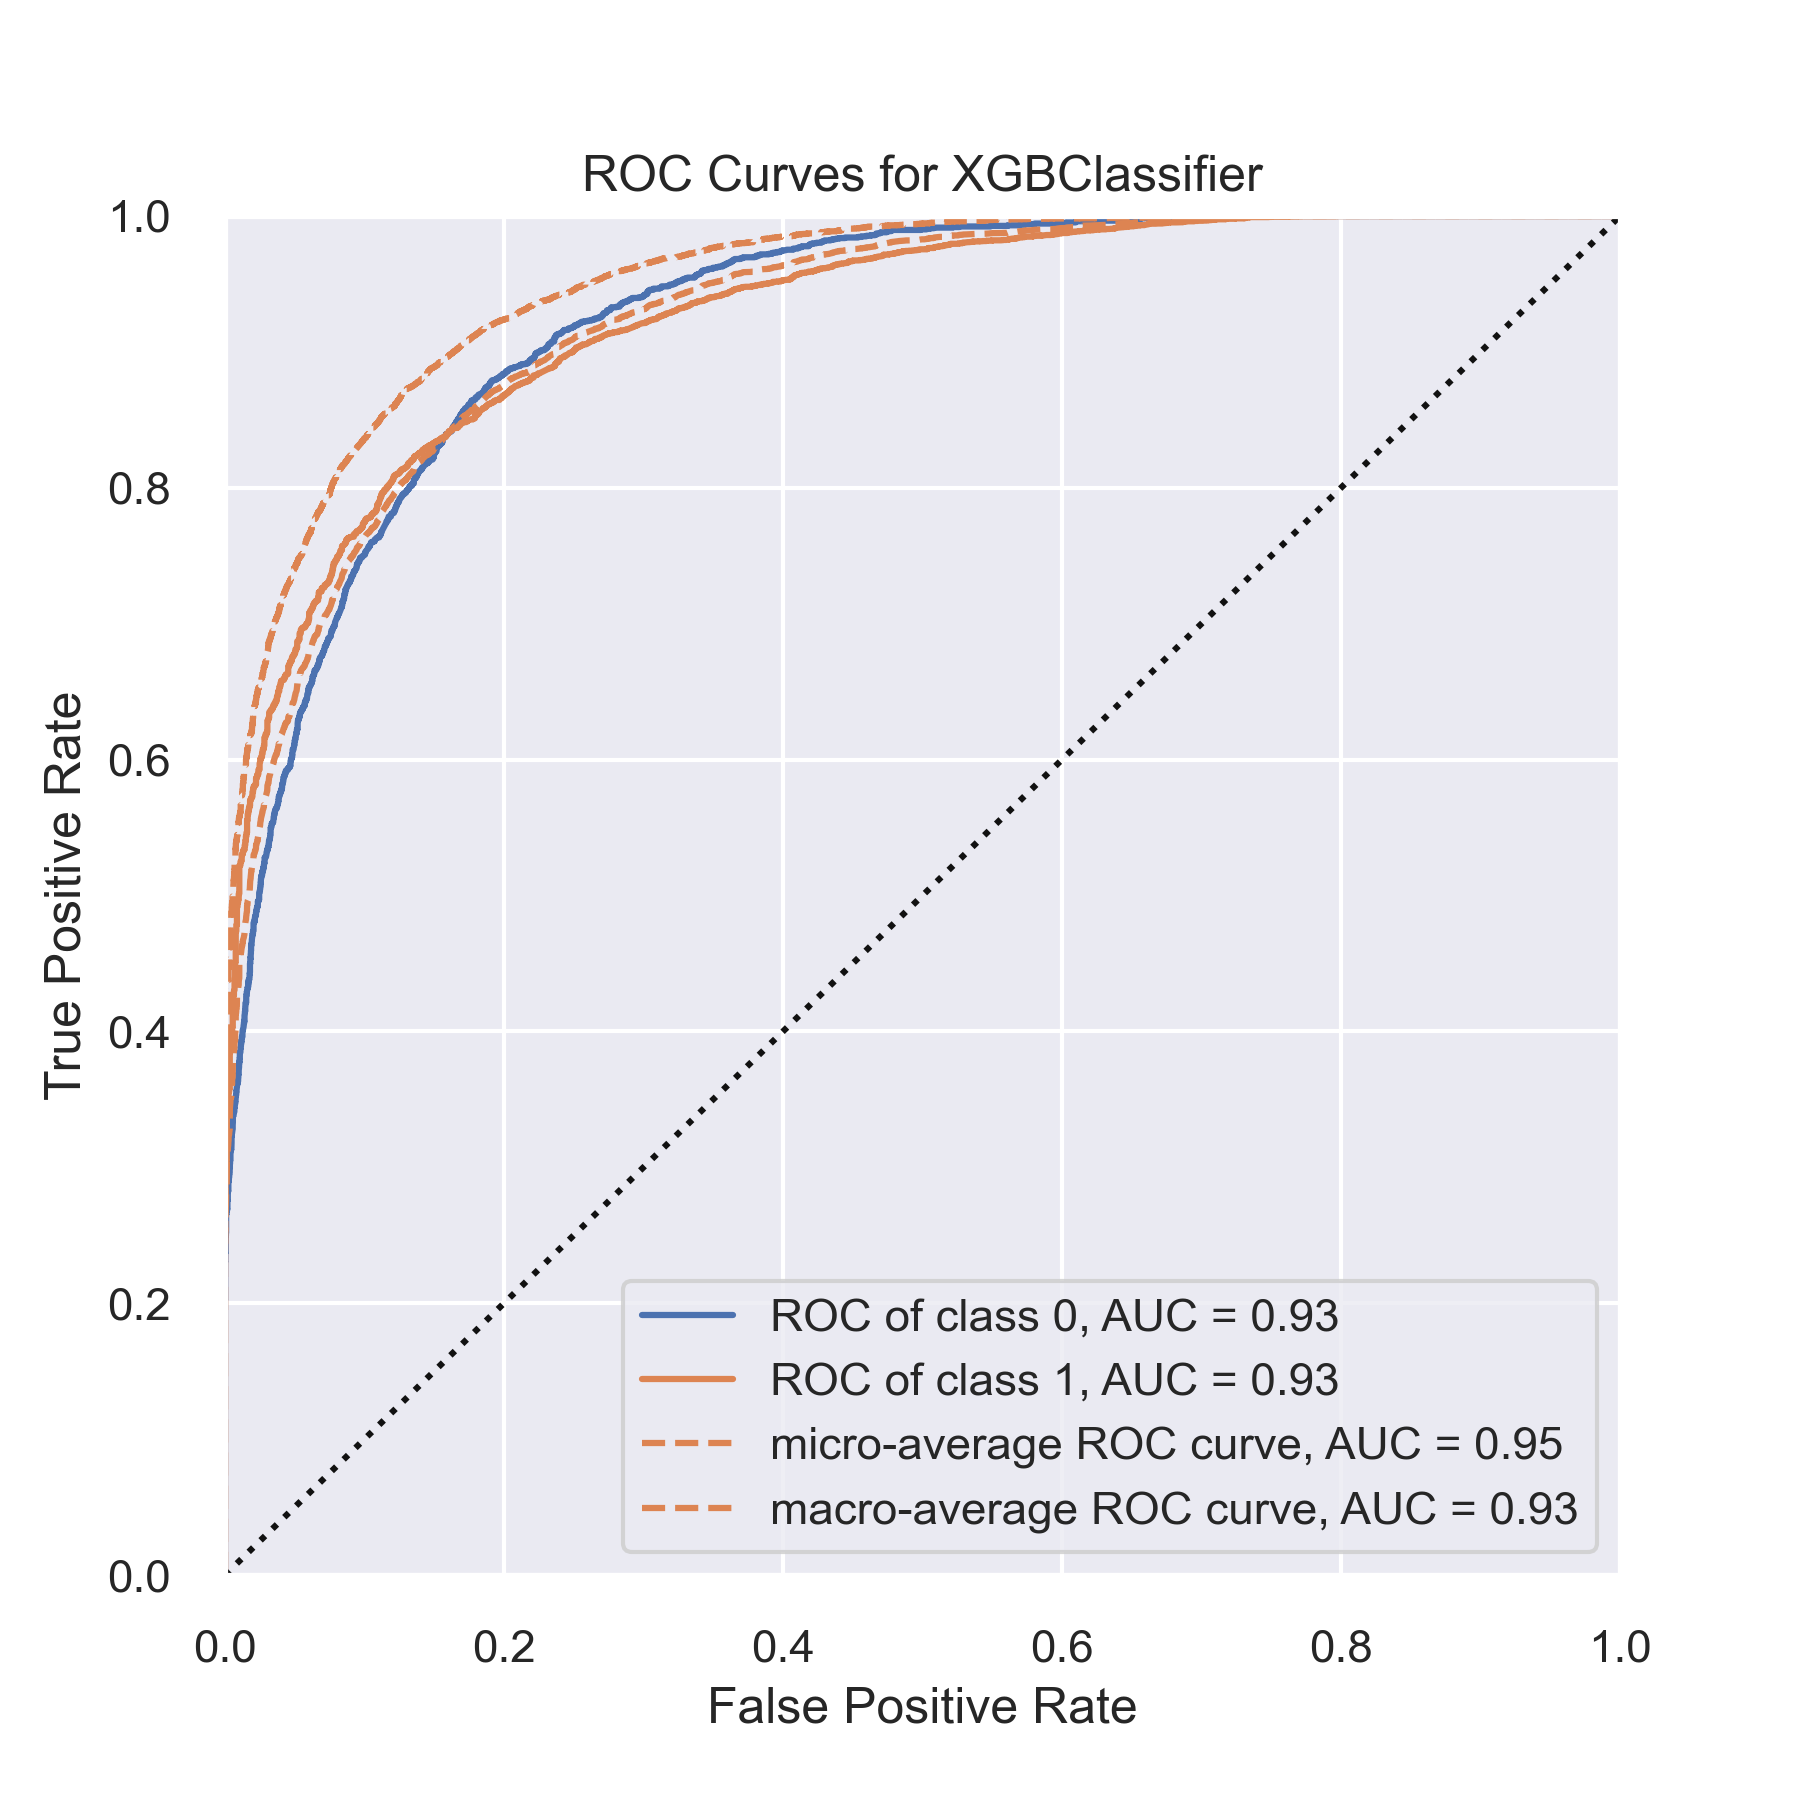 ROC Curves for XGBClassifier
1.0
0.8
0.6
0.4
0.2
0.0
True Positive Rate
ROC of class 0, AUC = 0.93
ROC of class 1, AUC = 0.93
micro-average ROC curve, AUC = 0.95
macro-average ROC curve, AUC = 0.93
0.0 0.2 0.4 0.6 0.8 1.0
False Positive Rate